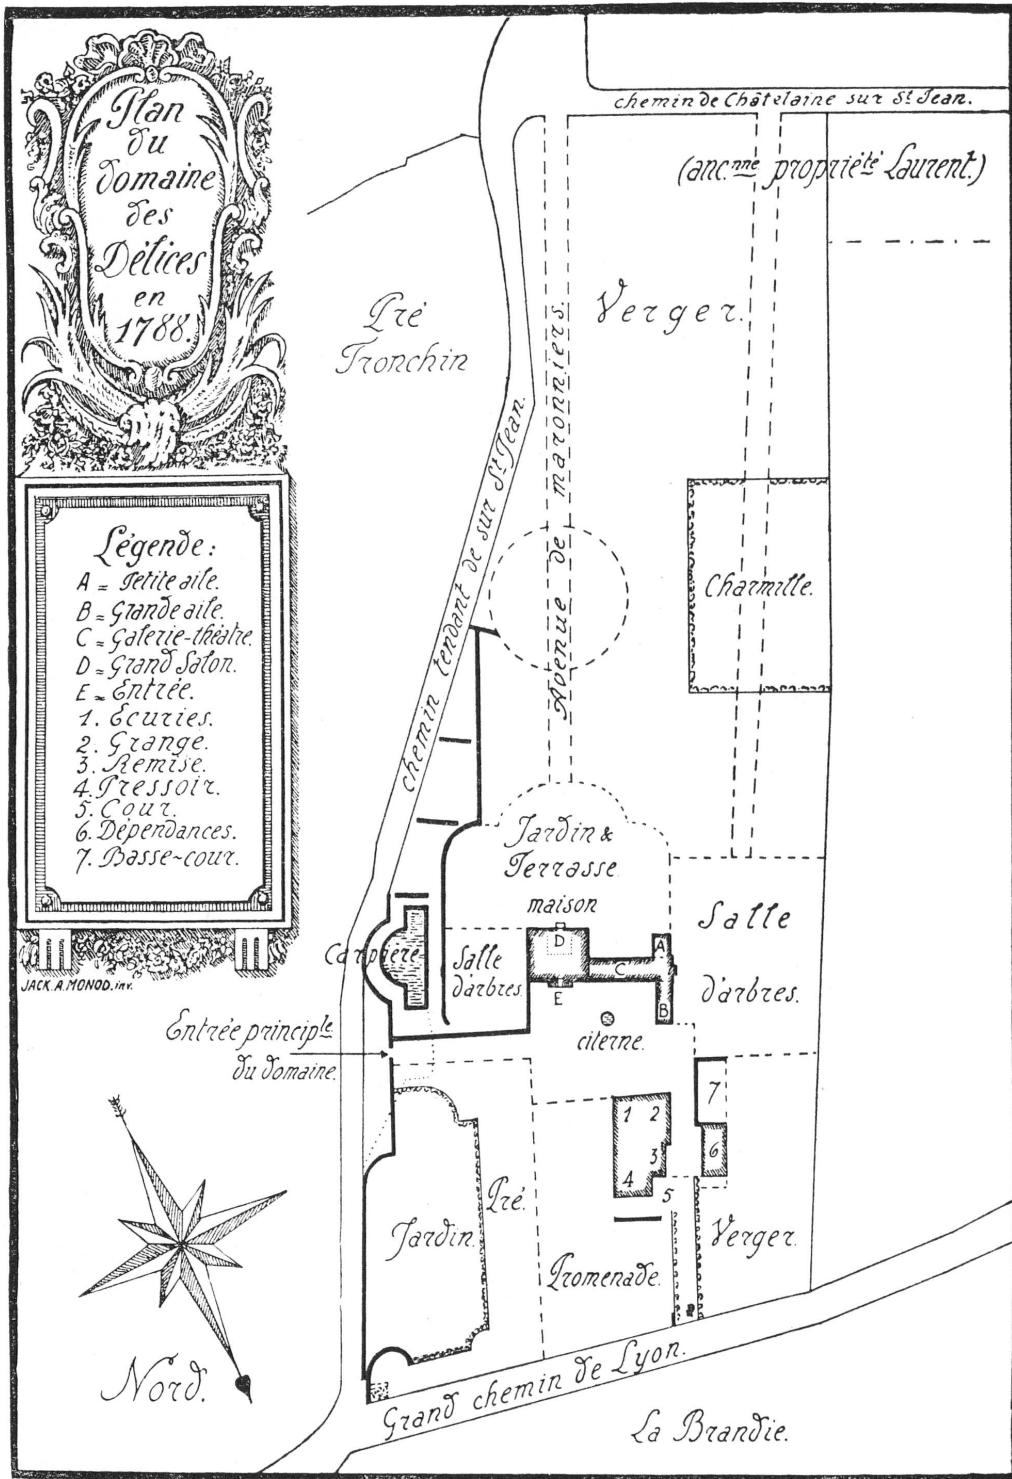 Plan
du
domaine
des
Délices
en
1788.
Légende:
A = Petite aile.
B = Grande aile.
C = Galerie-théâtre.
D = Grand Salon.
E = Entrée.
1. Ecuries.
2. Grange.
3. Remise.
4. Pressoir.
5. Cour.
6. Dépendances.
7. Basse-cour.
JACK.A.MONOD.inv.
chemin de Châtelaine sur St Jean.
(anc.nne propriété Laurent.)
Pré
Tronchin
Verger.
Avenue de maronniers.
chemin tendant de sur St Jean.
Charmille.
Jardin &
Terrasse
maison
Salle
d'arbres.
Carpière
Salle
d'arbres.
D
A
C
E
B
citerne.
Entrée princip.le
du domaine.
1 2
3
4
5
7
6
Pré.
Jardin.
Promenade.
Verger.
Grand chemin de Lyon.
La Brandie.
Nord.